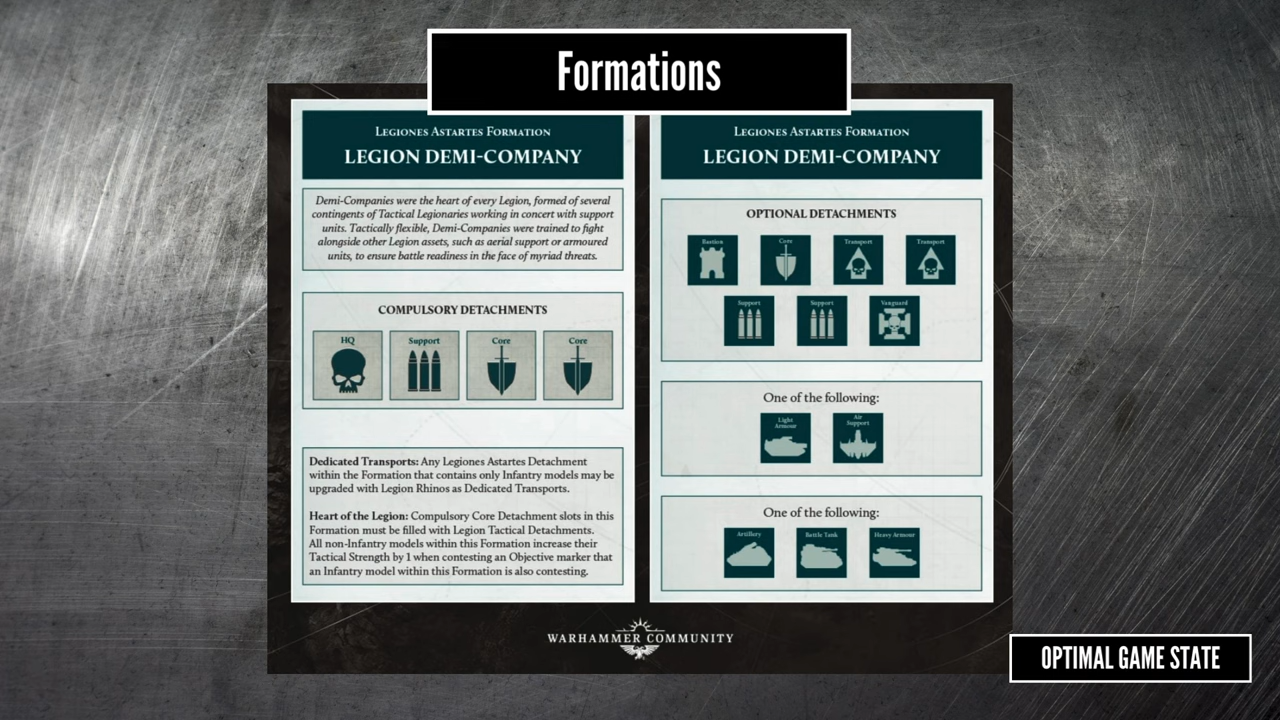 Formations
Legiones Astartes Formation
LEGION DEMI-COMPANY
Demi-Companies were the heart of every Legion, formed of several
contingents of Tactical Legionaries working in concert with support
units. Tactically flexible, Demi-Companies were trained to fight
alongside other Legion assets, such as aerial support or armoured
units, to ensure battle readiness in the face of myriad threats.
COMPULSORY DETACHMENTS
HQ Support Core Core
Dedicated Transports: Any Legiones Astartes Detachment
within the Formation that contains only Infantry models may be
upgraded with Legion Rhinos as Dedicated Transports.
Heart of the Legion: Compulsory Core Detachment slots in this
Formation must be filled with Legion Tactical Detachments.
All non-Infantry models within this Formation increase their
Tactical Strength by 1 when contesting an Objective marker that
an Infantry model within this Formation is also contesting.
Legiones Astartes Formation
LEGION DEMI-COMPANY
OPTIONAL DETACHMENTS
Bastion Core Transport Transport
Support Support Vanguard
One of the following:
Light Armour Air Support
One of the following:
Artillery Battle Tank Heavy Armour
WARHAMMER COMMUNITY
OPTIMAL GAME STATE